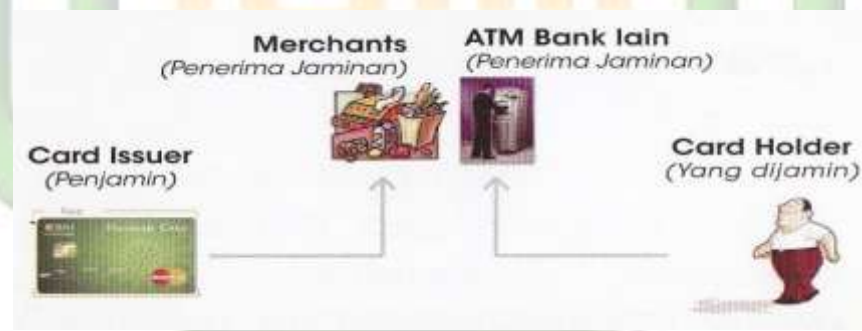 Merchants
(Penerima Jaminan)
ATM Bank lain
(Penerima Jaminan)
Card Issuer
(Penjamin)
Card Holder
(Yang dijamin)